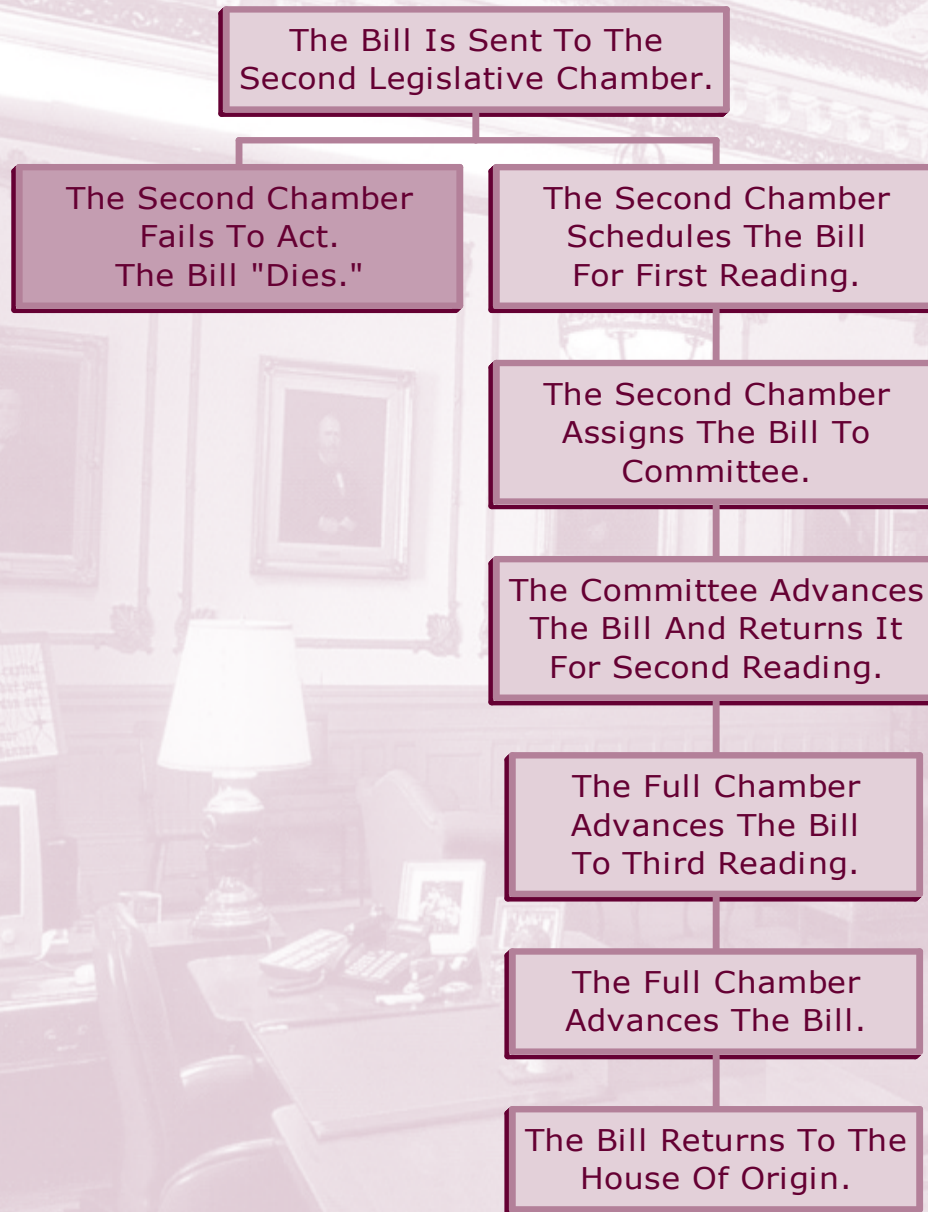 The Bill Is Sent To The
Second Legislative Chamber.
The Second Chamber
Fails To Act.
The Bill "Dies."
The Second Chamber
Schedules The Bill
For First Reading.
The Second Chamber
Assigns The Bill To
Committee.
The Committee Advances
The Bill And Returns It
For Second Reading.
The Full Chamber
Advances The Bill
To Third Reading.
The Full Chamber
Advances The Bill.
The Bill Returns To The
House Of Origin.